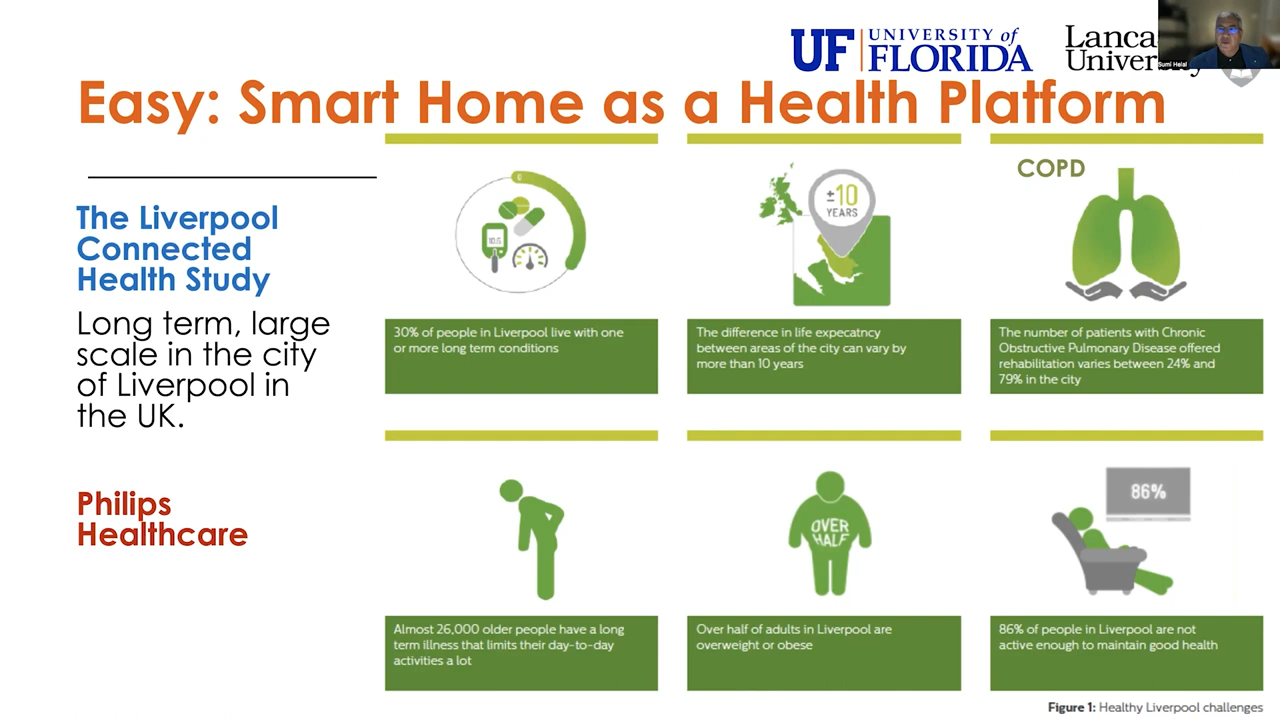 UF UNIVERSITY of
FLORIDA
Lanca
University
Sumi Helal
Easy: Smart Home as a Health Platform
The Liverpool
Connected
Health Study
Long term, large
scale in the city
of Liverpool in
the UK.
Philips
Healthcare
0
30% of people in Liverpool live with one
or more long term conditions
±10
YEARS
The difference in life expecatncy
between areas of the city can vary by
more than 10 years
COPD
The number of patients with Chronic
Obstructive Pulmonary Disease offered
rehabilitation varies between 24% and
79% in the city
Almost 26,000 older people have a long
term illness that limits their day-to-day
activities a lot
OVER
HALF
Over half of adults in Liverpool are
overweight or obese
86%
86% of people in Liverpool are not
active enough to maintain good health
Figure 1: Healthy Liverpool challenges